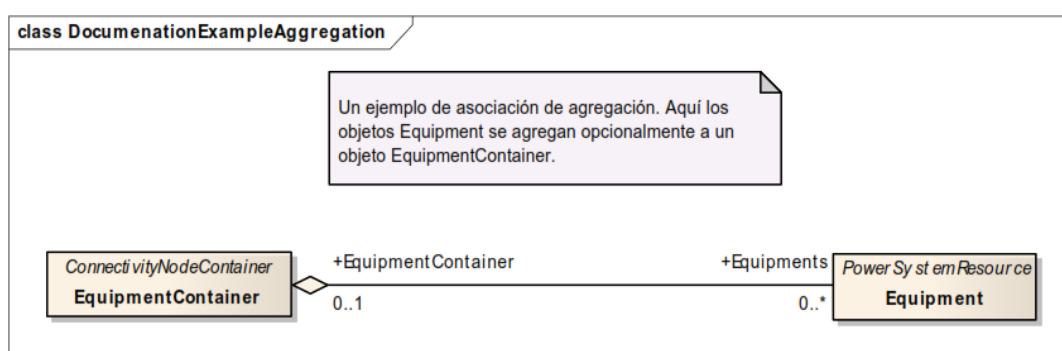 class DocumenationExampleAggregation
Un ejemplo de asociación de agregación. Aquí los
objetos Equipment se agregan opcionalmente a un
objeto EquipmentContainer.
ConnectivityNodeContainer
EquipmentContainer
+EquipmentContainer
0..1
+Equipments
0..*
PowerSystemResource
Equipment